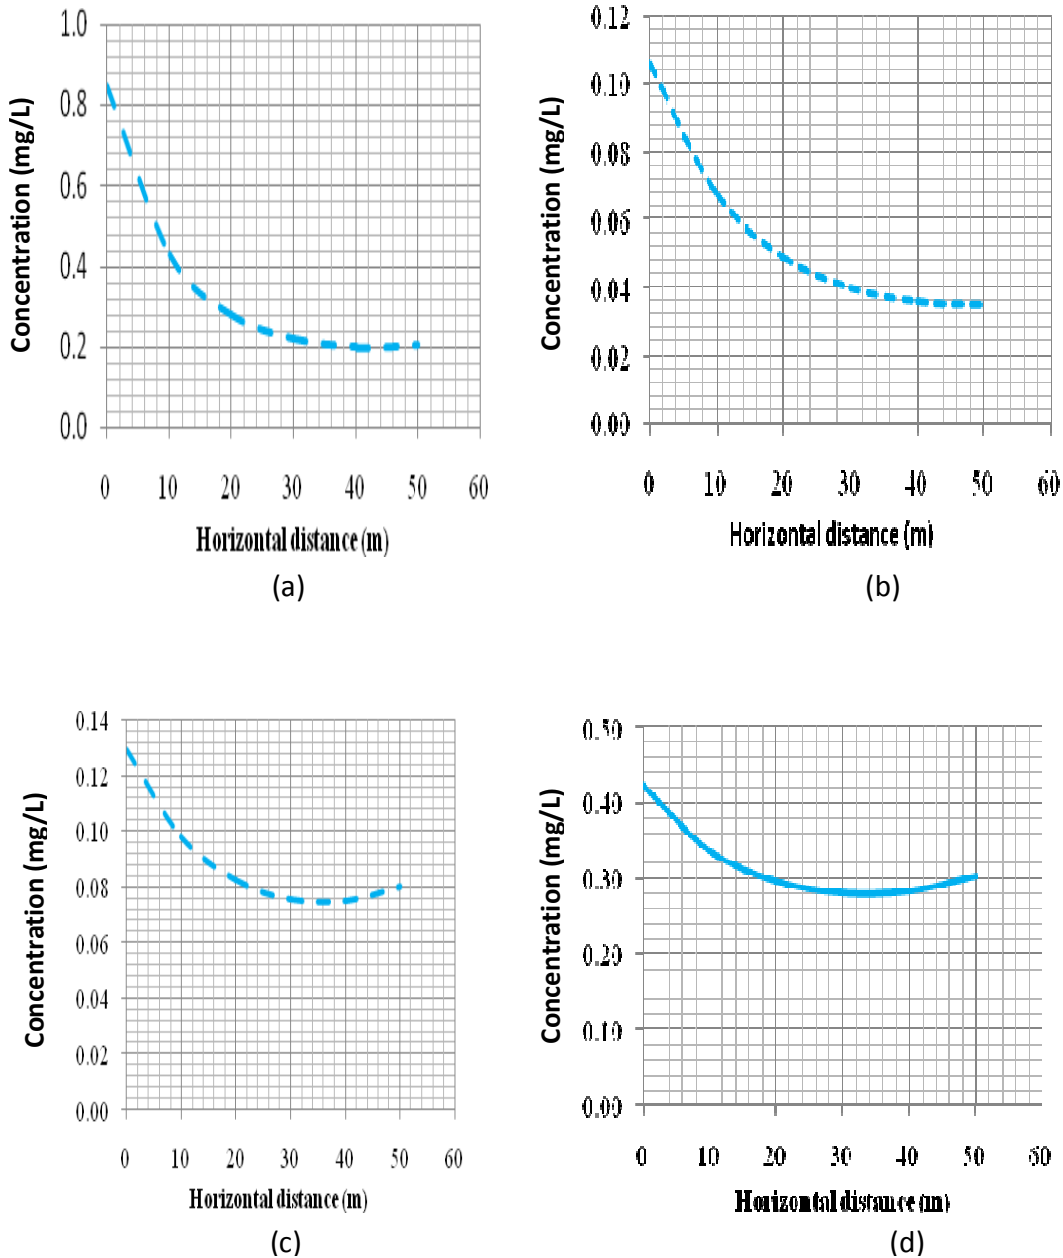 Concentration (mg/L)
1.0
0.8
0.6
0.4
0.2
0.0
0 10 20 30 40 50 60
Horizontal distance (m)
(a)
Concentration (mg/L)
0.12
0.10
0.08
0.06
0.04
0.02
0.00
0 10 20 30 40 50 60
Horizontal distance (m)
(b)
Concentration (mg/L)
0.14
0.12
0.10
0.08
0.06
0.04
0.02
0.00
0 10 20 30 40 50 60
Horizontal distance (m)
(c)
Concentration (mg/L)
0.50
0.40
0.30
0.20
0.10
0.00
0 10 20 30 40 50 60
Horizontal distance (m)
(d)